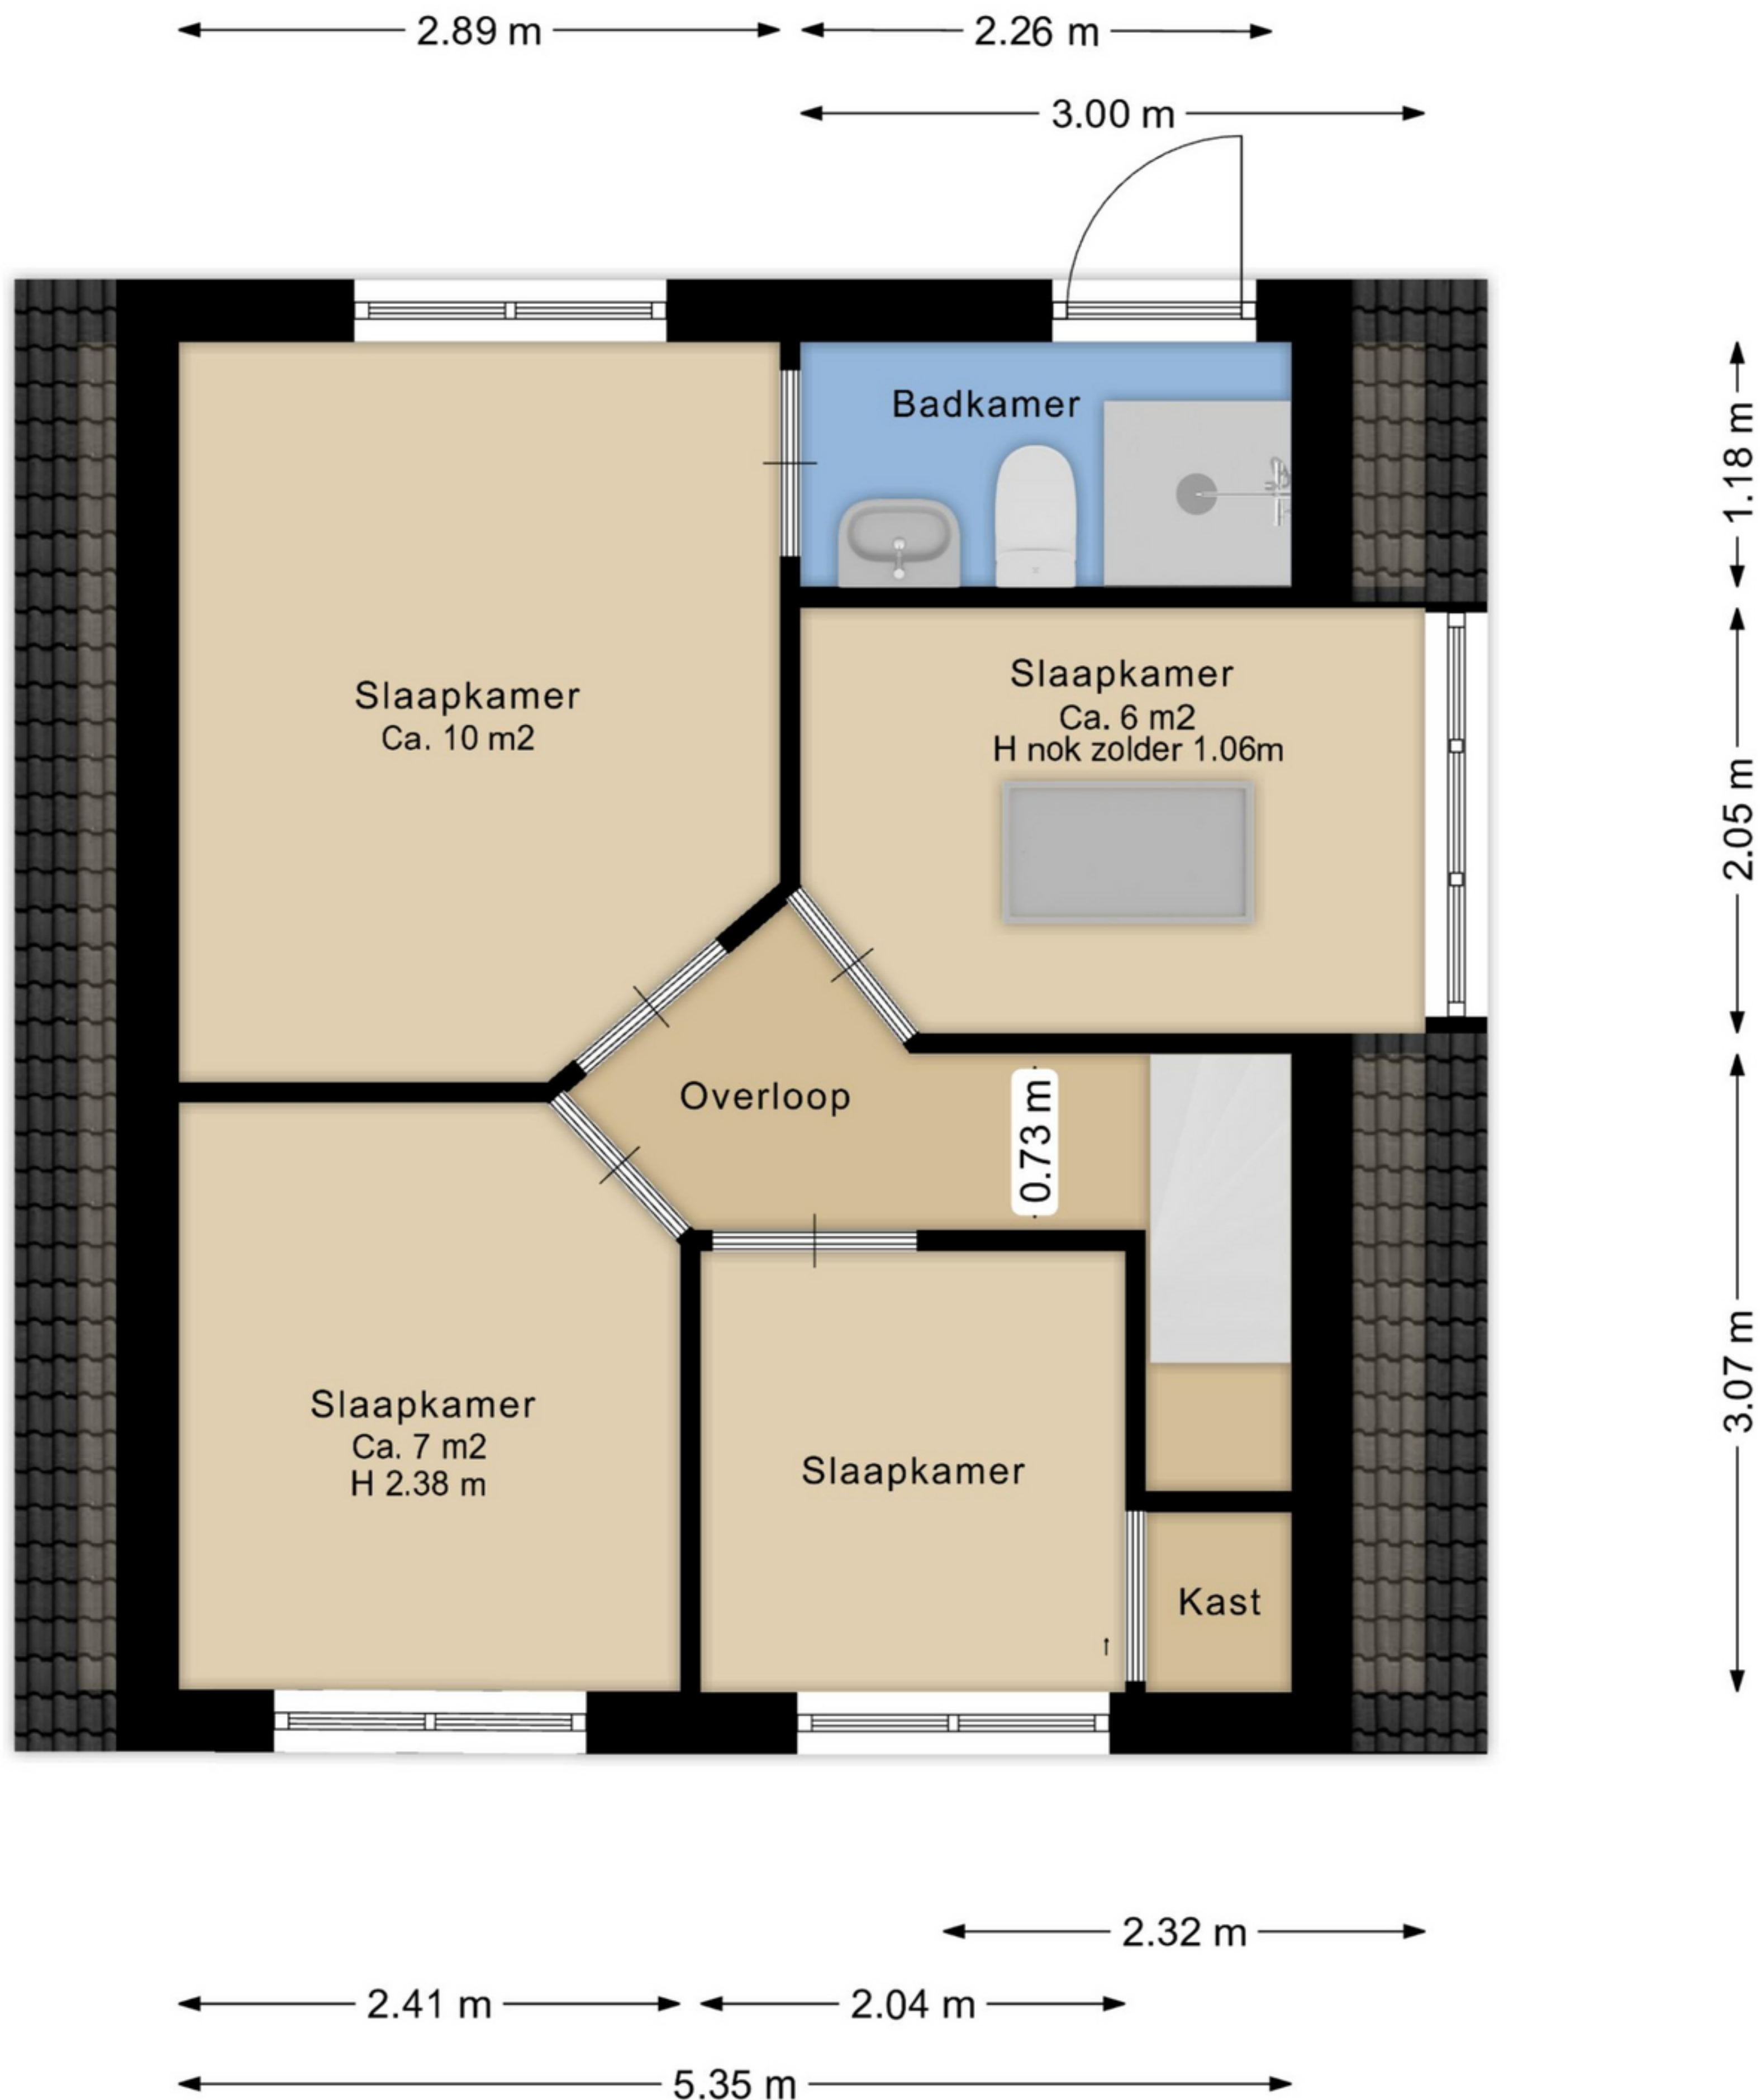 2.89 m
2.26 m
3.00 m
Badkamer
1.18 m
Slaapkamer
Ca. 10 m2
Slaapkamer
Ca. 6 m2
H nok zolder 1.06m
2.05 m
Overloop
0.73 m
3.07 m
Slaapkamer
Ca. 7 m2
H 2.38 m
Slaapkamer
Kast
2.32 m
2.41 m
2.04 m
5.35 m